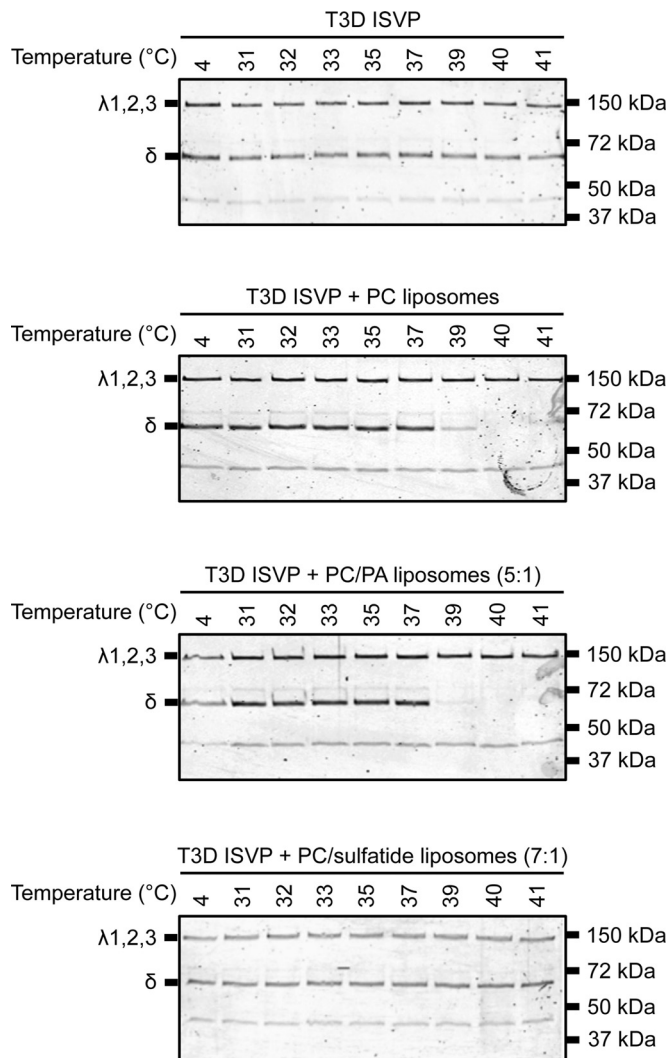 T3D ISVP
Temperature (°C) 4 31 32 33 35 37 39 40 41
λ1,2,3 150 kDa
72 kDa
δ
50 kDa
37 kDa
T3D ISVP + PC liposomes
Temperature (°C) 4 31 32 33 35 37 39 40 41
λ1,2,3 150 kDa
72 kDa
δ
50 kDa
37 kDa
T3D ISVP + PC/PA liposomes (5:1)
Temperature (°C) 4 31 32 33 35 37 39 40 41
λ1,2,3 150 kDa
72 kDa
δ
50 kDa
37 kDa
T3D ISVP + PC/sulfatide liposomes (7:1)
Temperature (°C) 4 31 32 33 35 37 39 40 41
λ1,2,3 150 kDa
72 kDa
δ
50 kDa
37 kDa